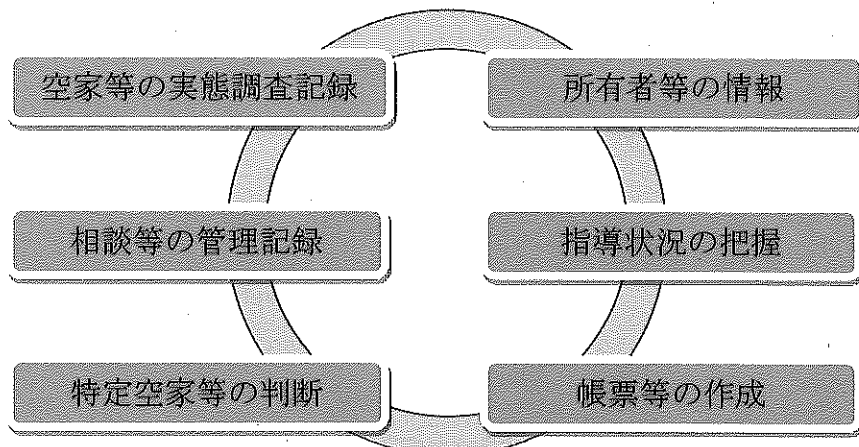 空家等の実態調査記録
所有者等の情報
相談等の管理記録
指導状況の把握
特定空家等の判断
帳票等の作成